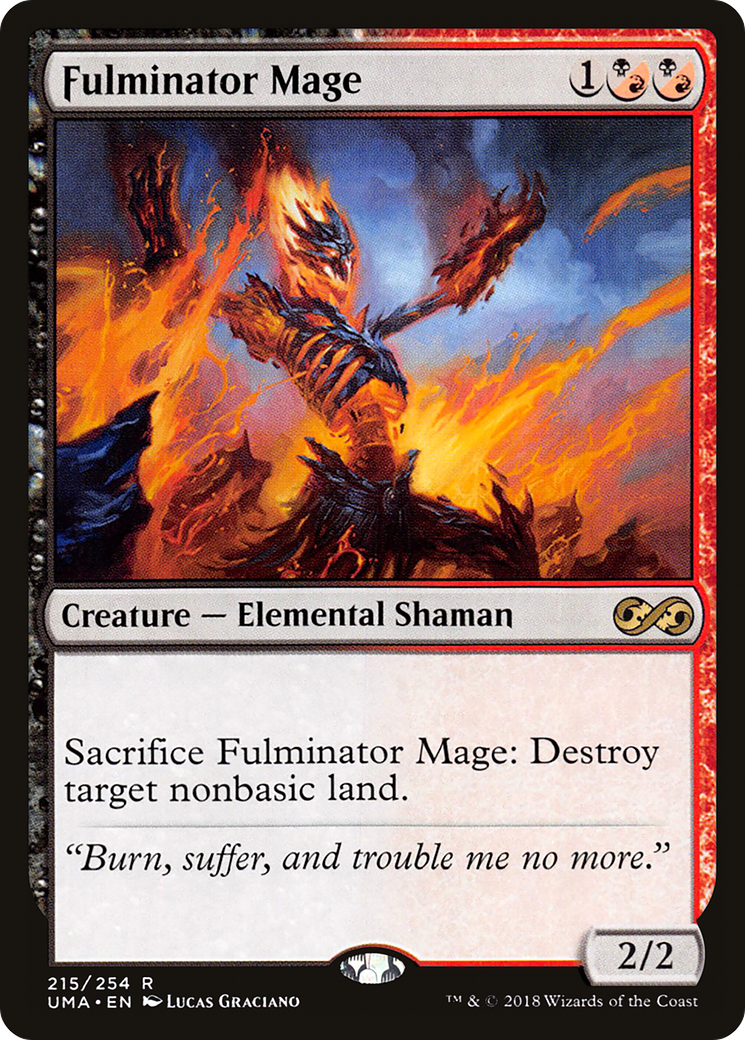 Fulminator Mage 1
Creature — Elemental Shaman
Sacrifice Fulminator Mage: Destroy
target nonbasic land.
“Burn, suffer, and trouble me no more.”
2/2
215/254 R
UMA • EN Lucas Graciano
™ & © 2018 Wizards of the Coast